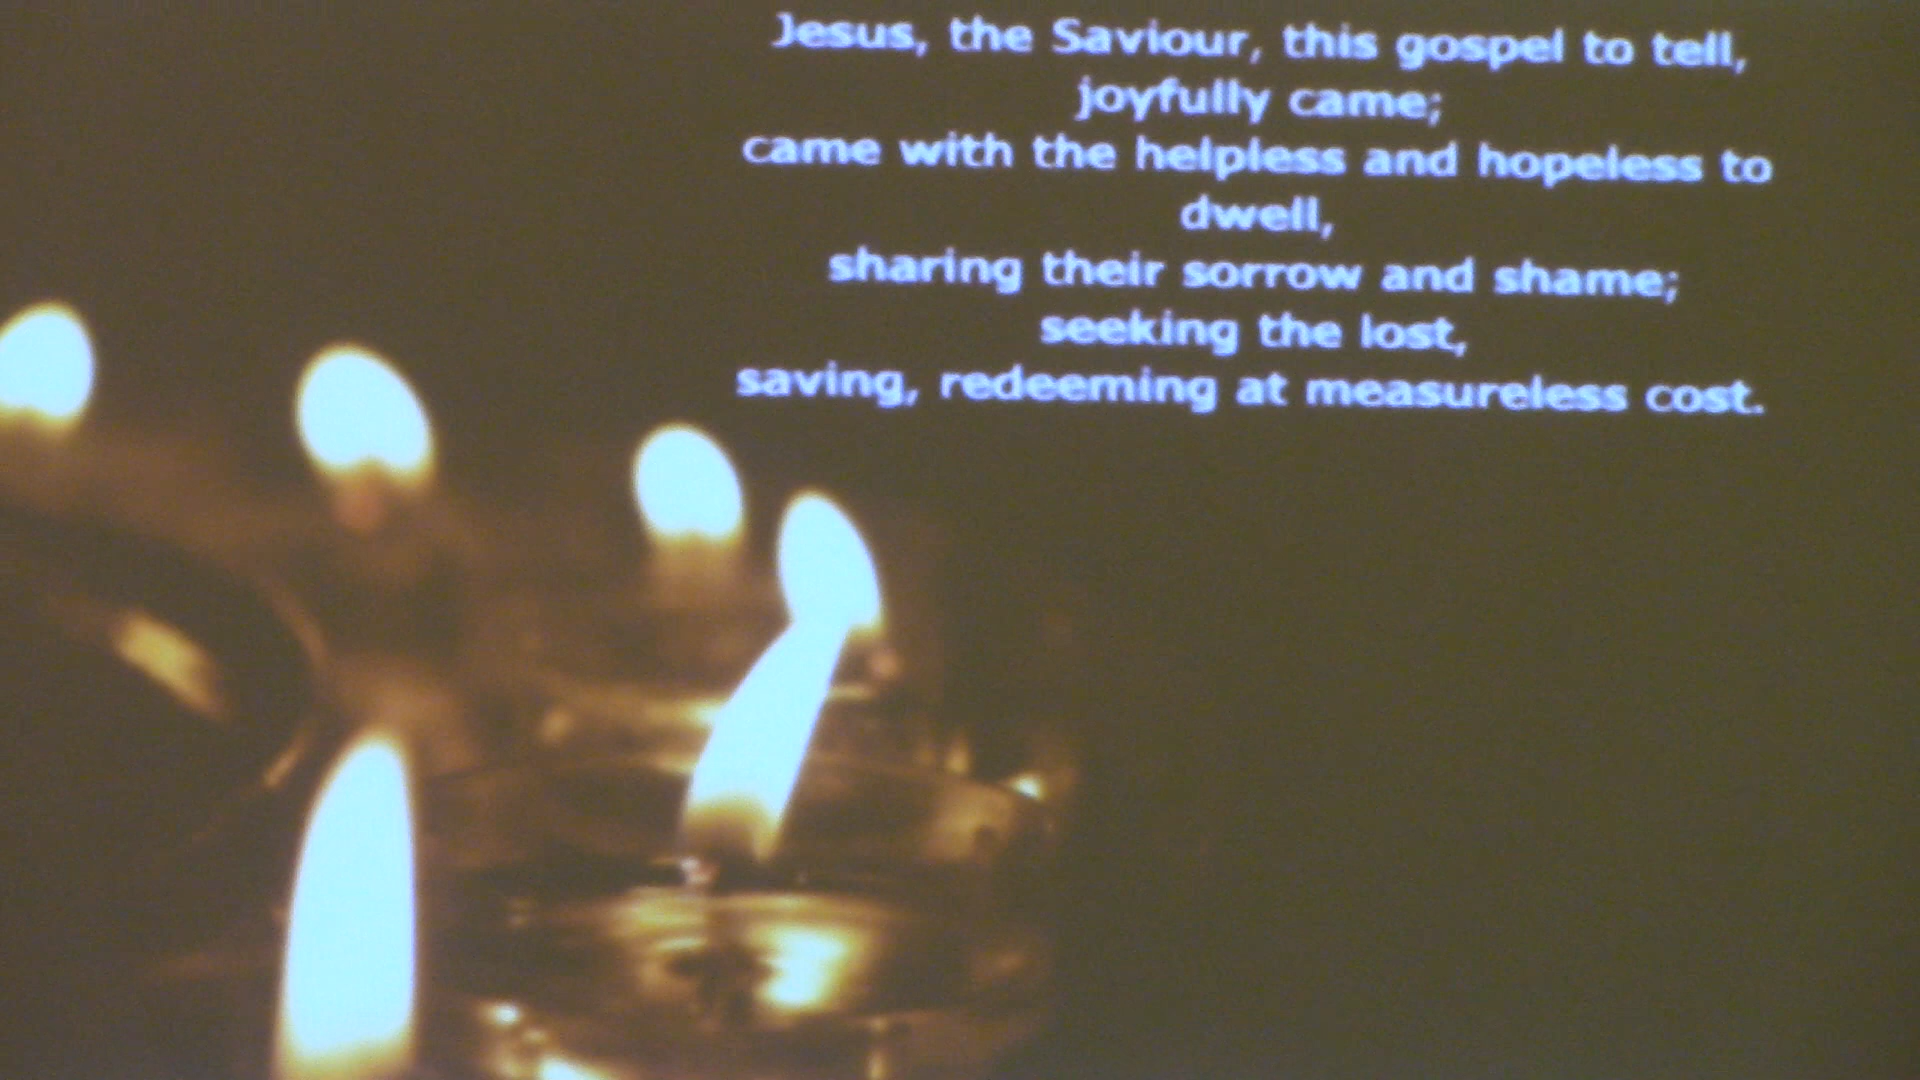 Jesus, the Saviour, this gospel to tell,
joyfully came;
came with the helpless and hopeless to
dwell,
sharing their sorrow and shame;
seeking the lost,
saving, redeeming at measureless cost.